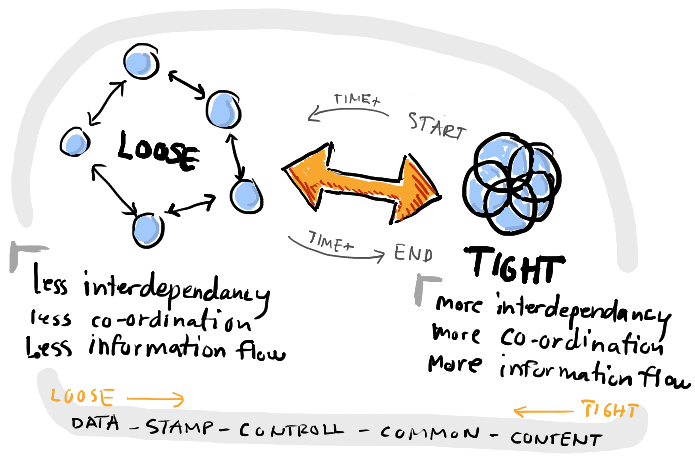 TIME+
START
LOOSE
TIME+
END
TIGHT
less interdependancy
less co-ordination
Less information flow
more interdependancy
more co-ordination
More information flow
LOOSE
TIGHT
DATA - STAMP - CONTROLL - COMMON - CONTENT